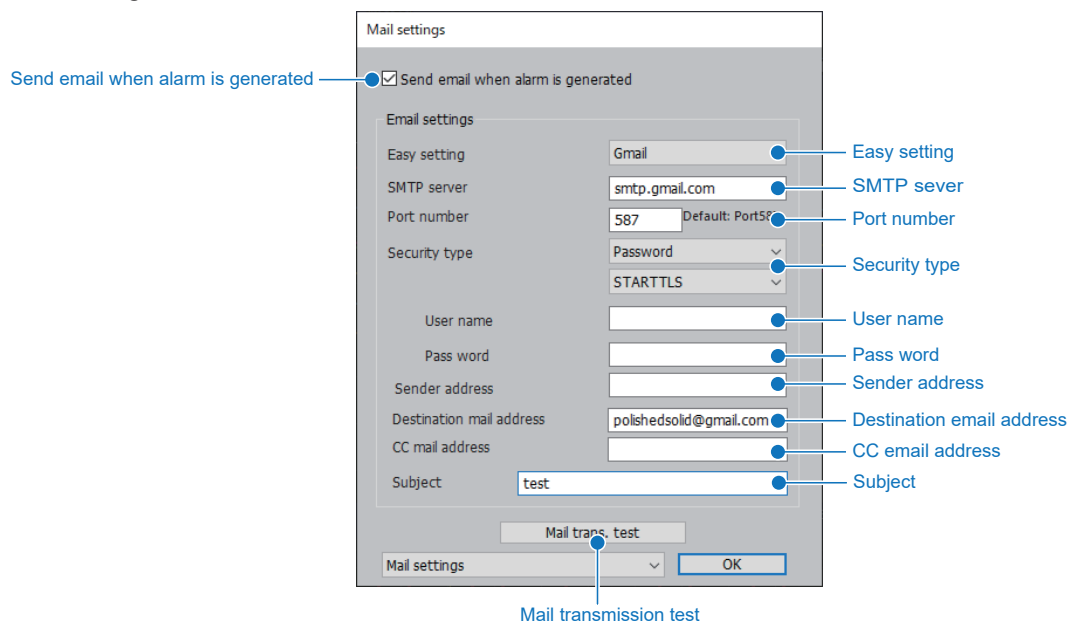 Mail settings
Send email when alarm is generated
Send email when alarm is generated
Email settings
Easy setting Gmail Easy setting
SMTP server smtp.gmail.com SMTP sever
Port number 587 Default: Port58 Port number
Security type Password Security type
STARTTLS
User name User name
Pass word Pass word
Sender address Sender address
Destination mail address polishedsolid@gmail.com Destination email address
CC mail address CC email address
Subject test Subject
Mail trans. test
Mail settings OK
Mail transmission test